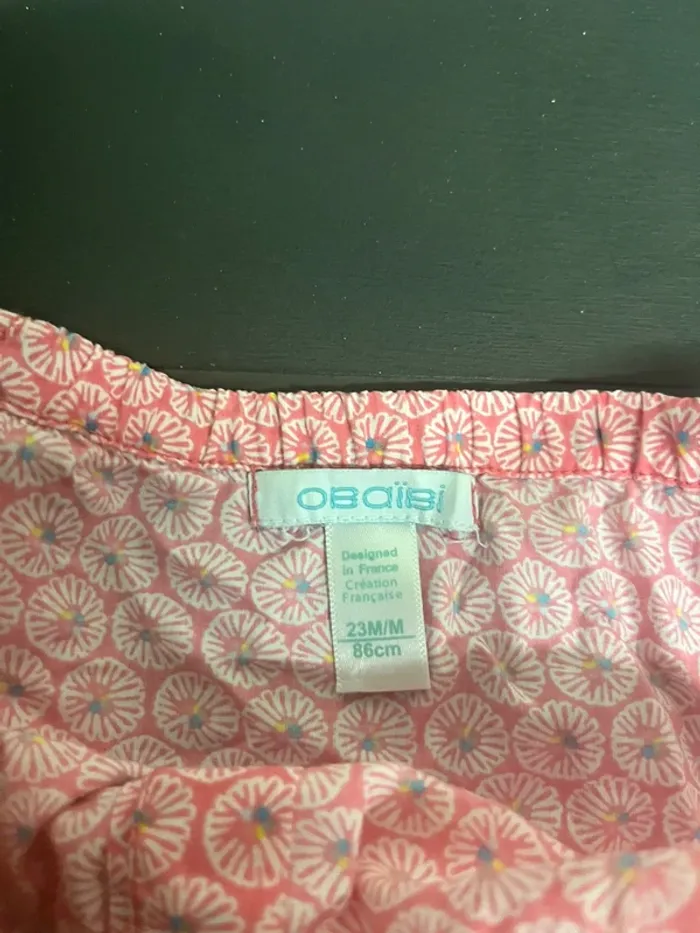 OBAÏBI
Designed
in France
Création
Française
23M/M
86cm